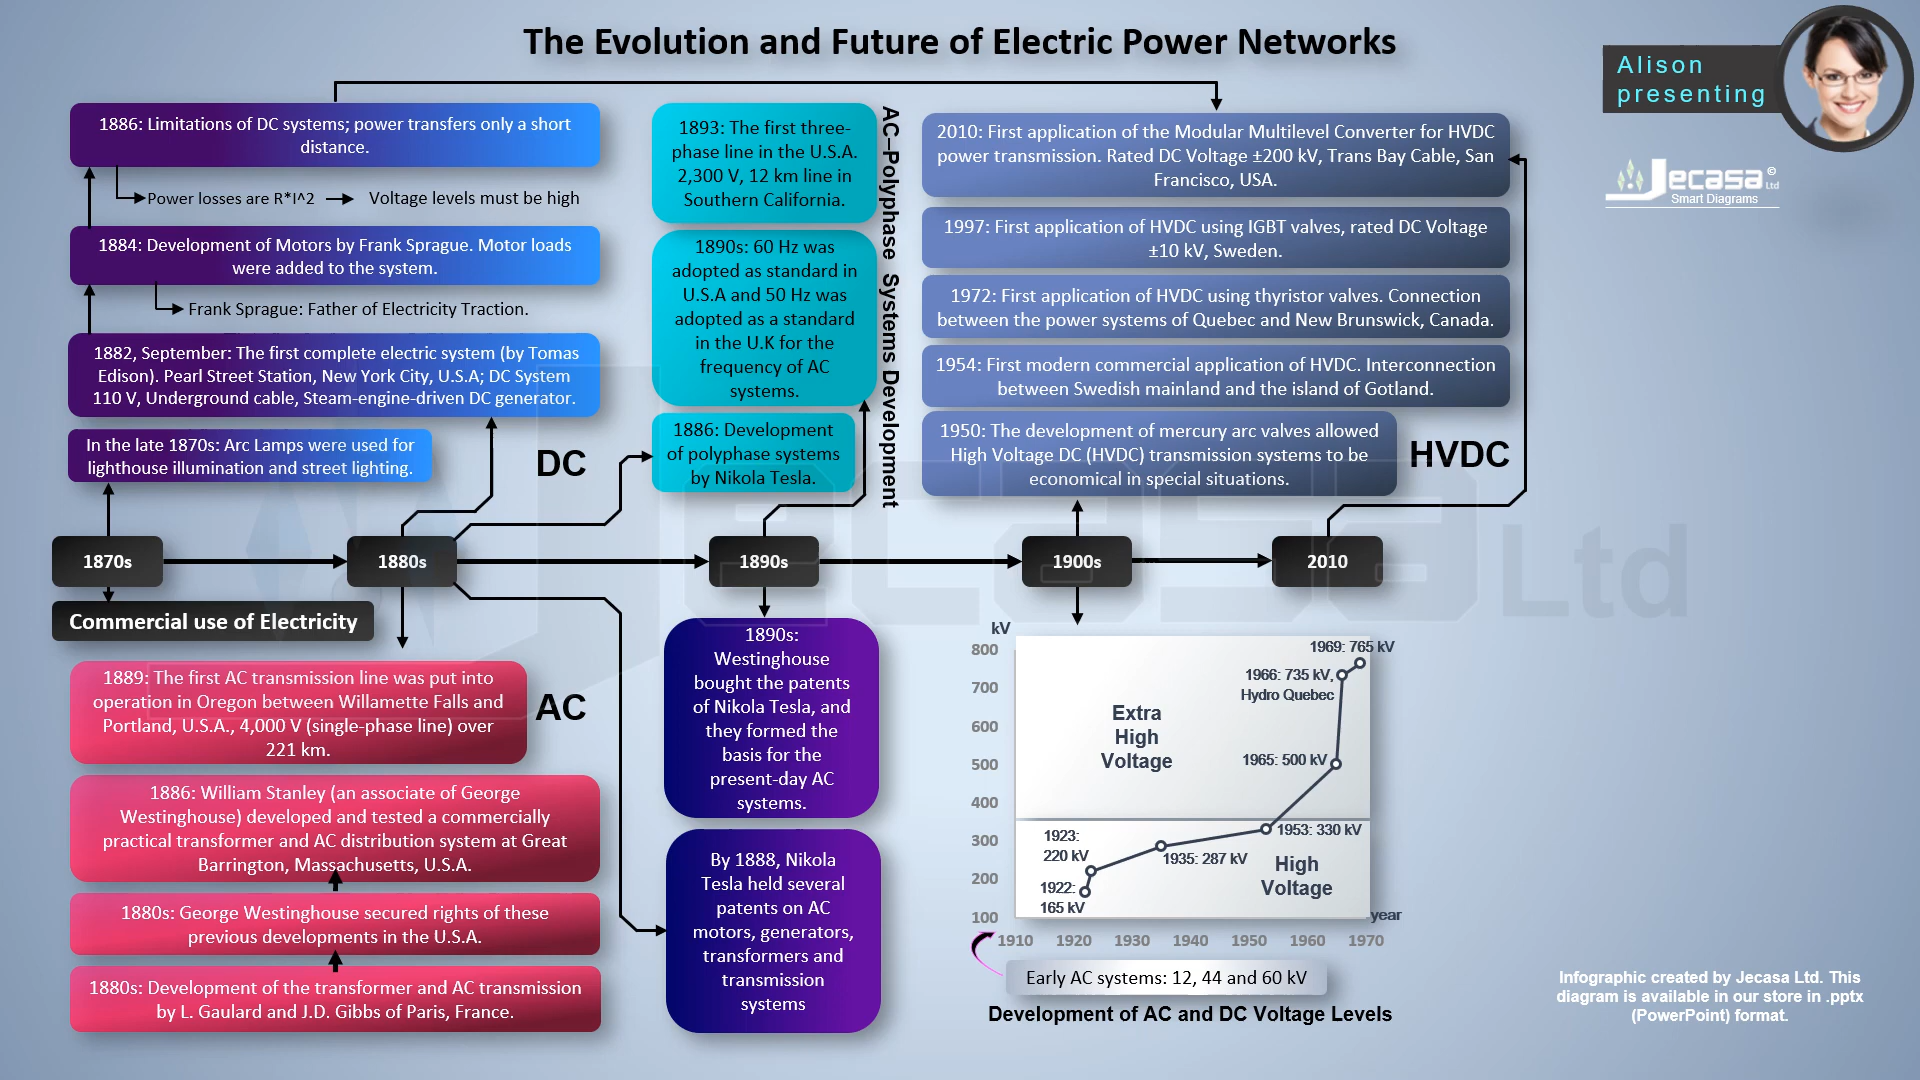 The Evolution and Future of Electric Power Networks
Alison
presenting
Jecasa © Ltd
Smart Diagrams
1886: Limitations of DC systems; power transfers only a short
distance.
Power losses are R*I^2
Voltage levels must be high
1884: Development of Motors by Frank Sprague. Motor loads
were added to the system.
Frank Sprague: Father of Electricity Traction.
1882, September: The first complete electric system (by Tomas
Edison). Pearl Street Station, New York City, U.S.A; DC System
110 V, Underground cable, Steam-engine-driven DC generator.
In the late 1870s: Arc Lamps were used for
lighthouse illumination and street lighting.
DC
1893: The first three-
phase line in the U.S.A.
2,300 V, 12 km line in
Southern California.
1890s: 60 Hz was
adopted as standard in
U.S.A and 50 Hz was
adopted as a standard
in the U.K for the
frequency of AC
systems.
1886: Development
of polyphase systems
by Nikola Tesla.
AC–Polyphase Systems Development
2010: First application of the Modular Multilevel Converter for HVDC
power transmission. Rated DC Voltage ±200 kV, Trans Bay Cable, San
Francisco, USA.
1997: First application of HVDC using IGBT valves, rated DC Voltage
±10 kV, Sweden.
1972: First application of HVDC using thyristor valves. Connection
between the power systems of Quebec and New Brunswick, Canada.
1954: First modern commercial application of HVDC. Interconnection
between Swedish mainland and the island of Gotland.
1950: The development of mercury arc valves allowed
High Voltage DC (HVDC) transmission systems to be
economical in special situations.
HVDC
Jecasa Ltd
1870s
1880s
1890s
1900s
2010
Commercial use of Electricity
1889: The first AC transmission line was put into
operation in Oregon between Willamette Falls and
Portland, U.S.A., 4,000 V (single-phase line) over
221 km.
AC
1886: William Stanley (an associate of George
Westinghouse) developed and tested a commercially
practical transformer and AC distribution system at Great
Barrington, Massachusetts, U.S.A.
1880s: George Westinghouse secured rights of these
previous developments in the U.S.A.
1880s: Development of the transformer and AC transmission
by L. Gaulard and J.D. Gibbs of Paris, France.
1890s:
Westinghouse
bought the patents
of Nikola Tesla, and
they formed the
basis for the
present-day AC
systems.
By 1888, Nikola
Tesla held several
patents on AC
motors, generators,
transformers and
transmission
systems
kV
800
700
600
500
400
300
200
100
1969: 765 kV
1966: 735 kV,
Hydro Quebec
Extra
High
Voltage
1965: 500 kV
1953: 330 kV
1923:
220 kV
1935: 287 kV
High
Voltage
1922:
165 kV
year
1910 1920 1930 1940 1950 1960 1970
Early AC systems: 12, 44 and 60 kV
Development of AC and DC Voltage Levels
Infographic created by Jecasa Ltd. This
diagram is available in our store in .pptx
(PowerPoint) format.